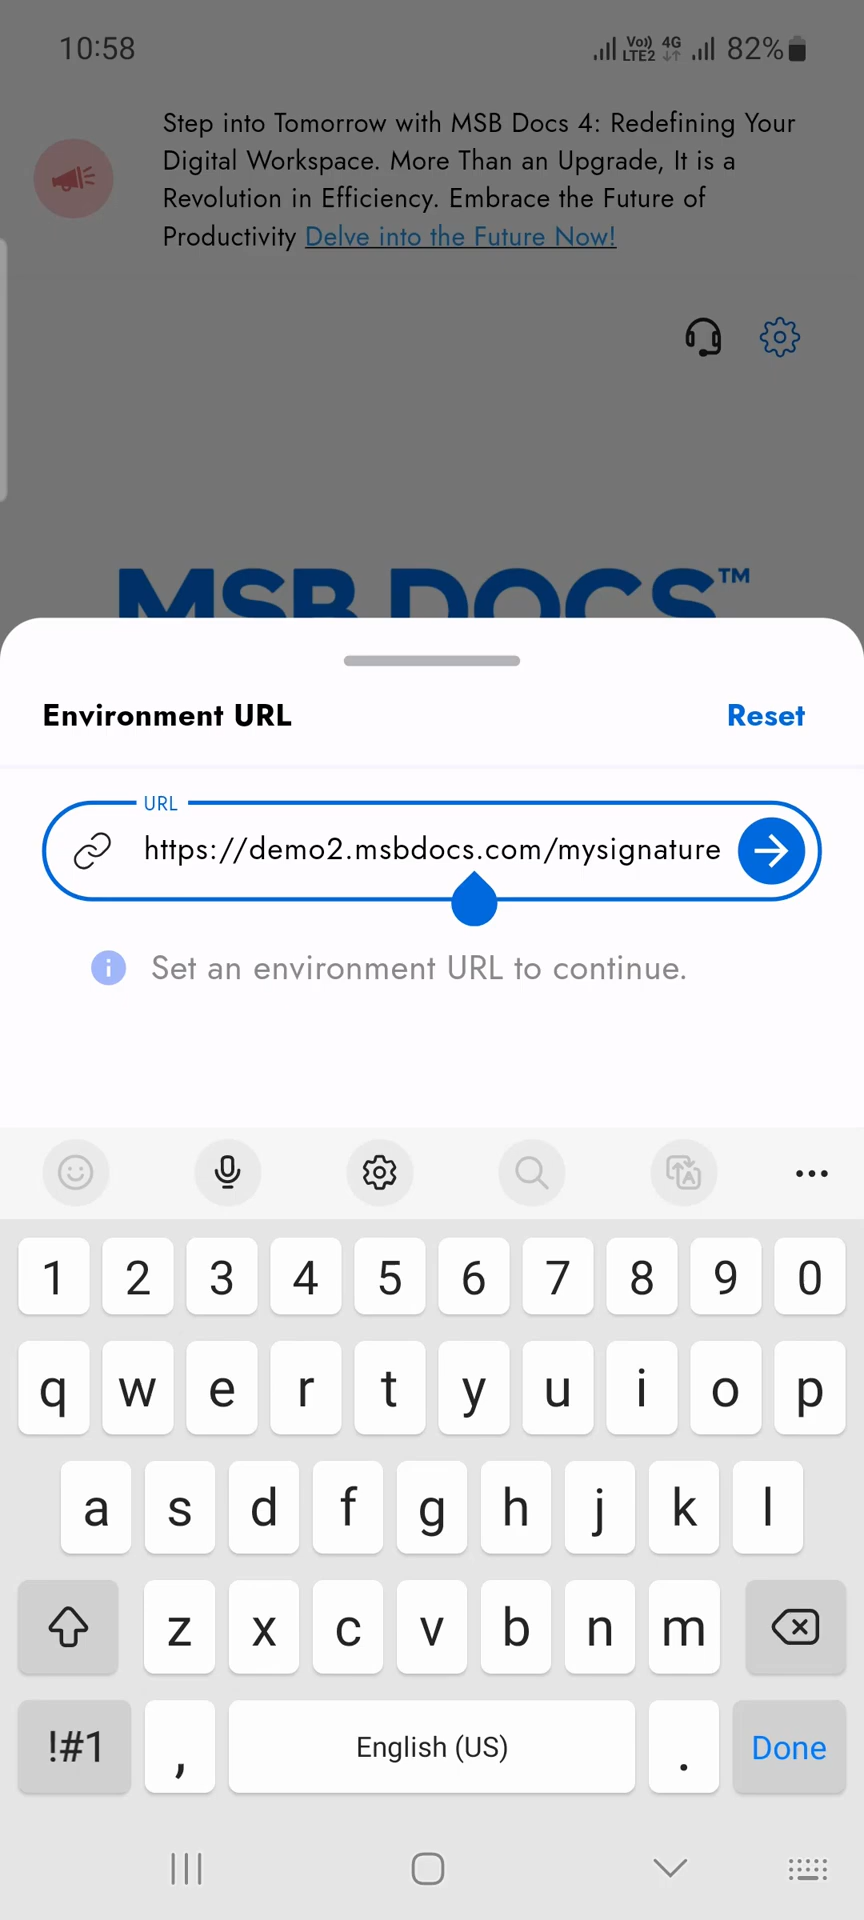 10:58
Vo)) LTE2 4G 82%
Step into Tomorrow with MSB Docs 4: Redefining Your
Digital Workspace. More Than an Upgrade, It is a
Revolution in Efficiency. Embrace the Future of
Productivity Delve into the Future Now!
MSB DOCS™
Environment URL
Reset
URL
https://demo2.msbdocs.com/mysignature
Set an environment URL to continue.
1 2 3 4 5 6 7 8 9 0
q w e r t y u i o p
a s d f g h j k l
z x c v b n m
!#1 , English (US) . Done